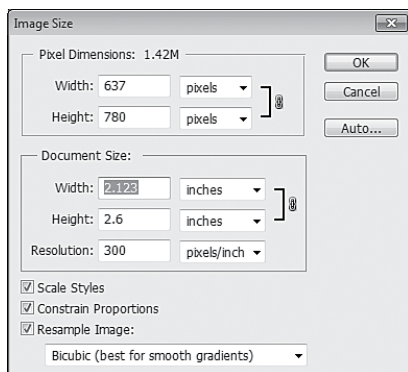 Image Size
Pixel Dimensions: 1.42M
Width: 637 pixels
Height: 780 pixels
OK
Cancel
Auto...
Document Size:
Width: 2.123 inches
Height: 2.6 inches
Resolution: 300 pixels/inch
Scale Styles
Constrain Proportions
Resample Image:
Bicubic (best for smooth gradients)